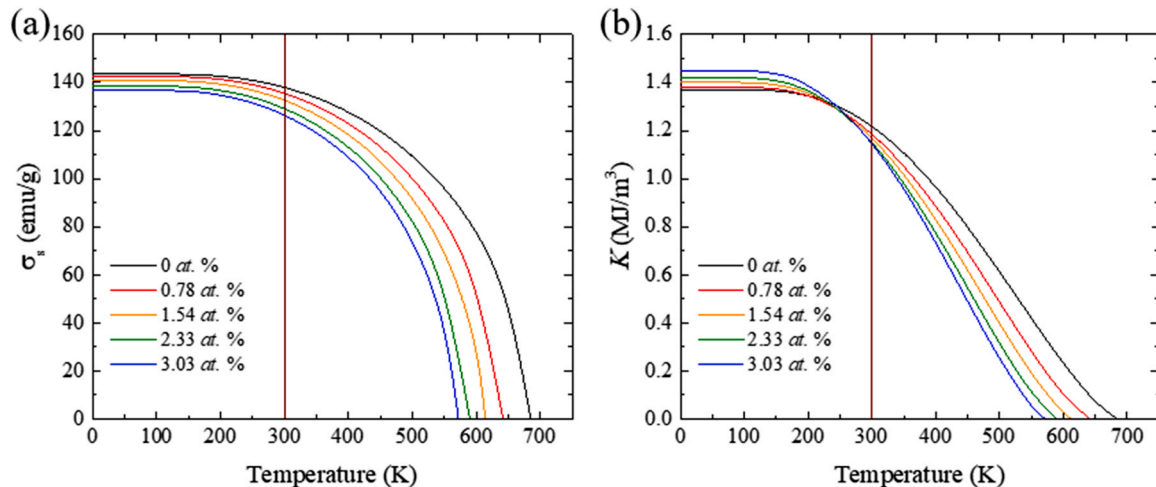 (a)
160
140
120
100
80
60
40
20
0
σs (emu/g)
0 at. %
0.78 at. %
1.54 at. %
2.33 at. %
3.03 at. %
0 100 200 300 400 500 600 700
Temperature (K)
(b)
1.6
1.4
1.2
1.0
0.8
0.6
0.4
0.2
0.0
K (MJ/m³)
0 at. %
0.78 at. %
1.54 at. %
2.33 at. %
3.03 at. %
0 100 200 300 400 500 600 700
Temperature (K)